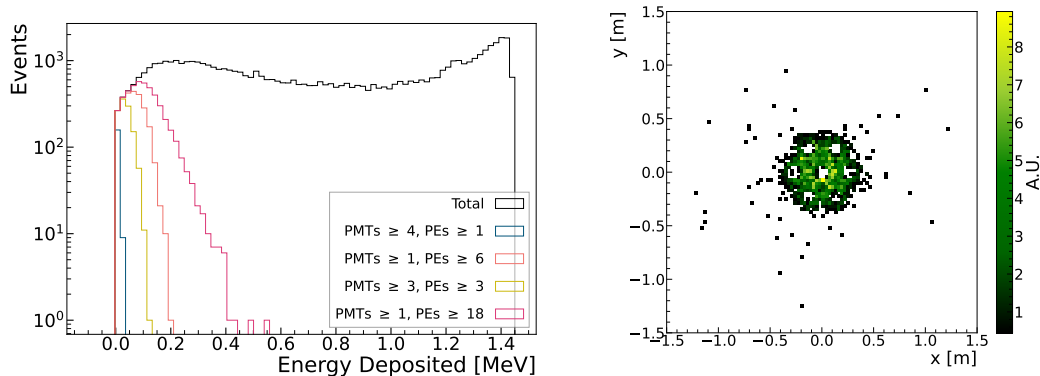 Events
10³
10²
10¹
10⁰
Total
PMTs ≥ 4, PEs ≥ 1
PMTs ≥ 1, PEs ≥ 6
PMTs ≥ 3, PEs ≥ 3
PMTs ≥ 1, PEs ≥ 18
0.0 0.2 0.4 0.6 0.8 1.0 1.2 1.4
Energy Deposited [MeV]
y [m]
1.5
1.0
0.5
0.0
−0.5
−1.0
−1.5
−1.5 −1.0 −0.5 0.0 0.5 1.0 1.5
x [m]
8
7
6
5
4
3
2
1
A.U.